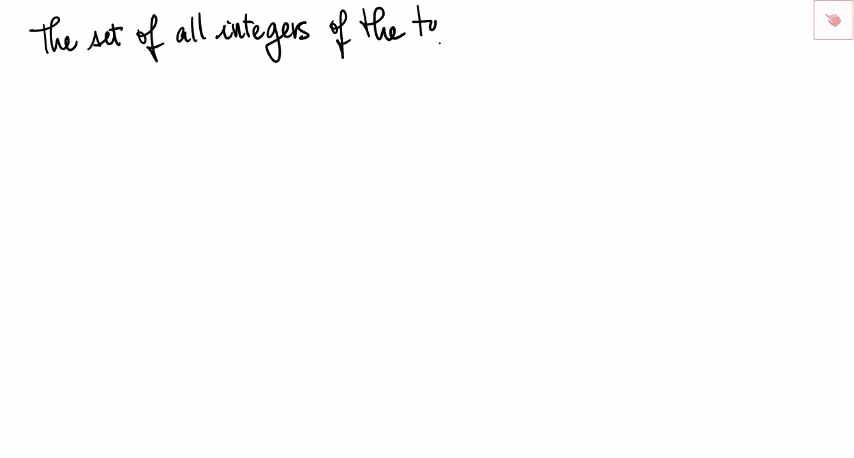 The set of all integers of the